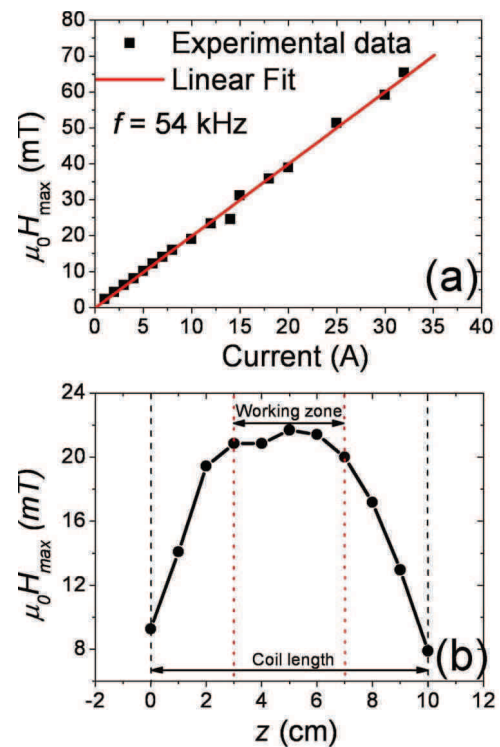 80
70
60
50
40
30
20
10
0
μ₀H_max (mT)
Experimental data
Linear Fit
f = 54 kHz
(a)
0 5 10 15 20 25 30 35 40
Current (A)
24
20
16
12
8
μ₀H_max (mT)
Working zone
Coil length
(b)
-2 0 2 4 6 8 10 12
z (cm)